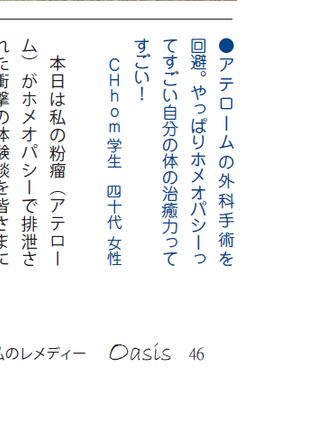 ●アテロームの外科手術を
回避。やっぱりホメオパシーっ
てすごい自分の体の治癒力って
すごい！
CHhom学生　四十代 女性
本日は私の粉瘤（アテロー
ム）がホメオパシーで排泄さ
れた衝撃の体験談を皆さまに
のレメディー　Oasis　46